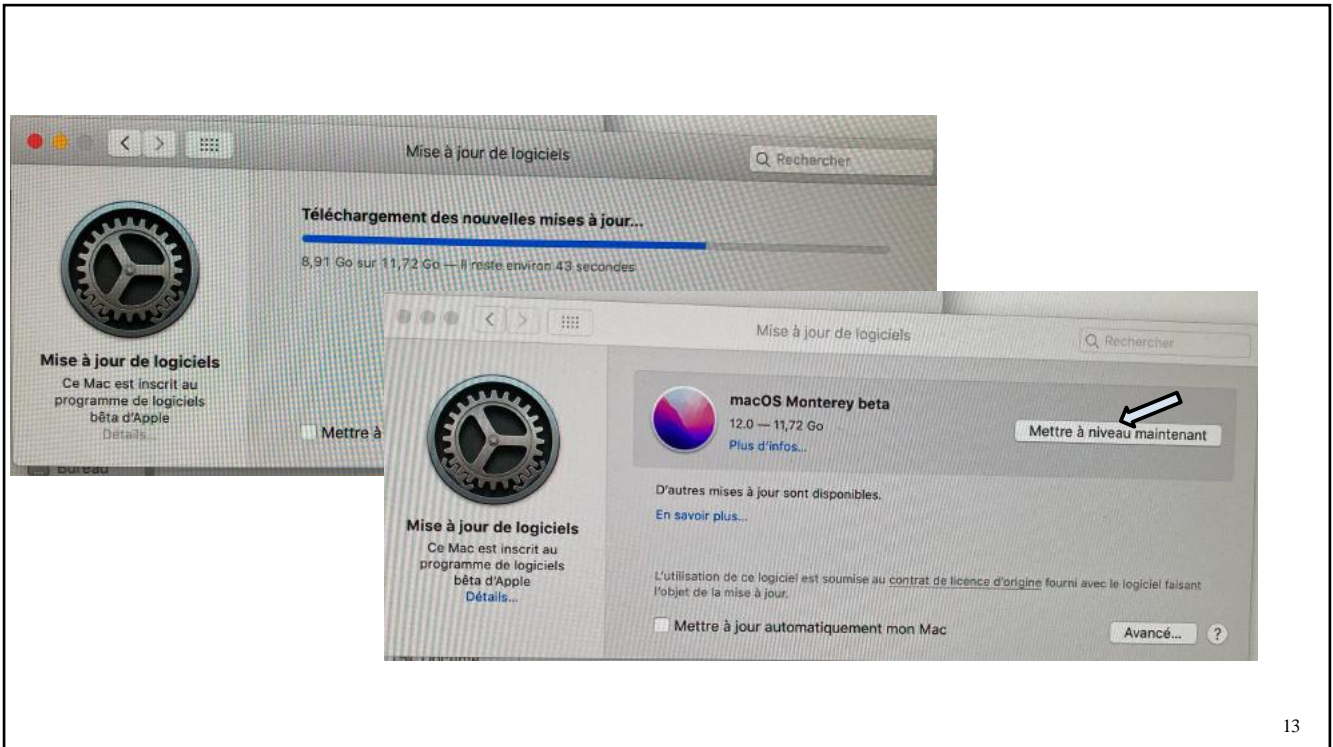 Mise à jour de logiciels
Rechercher
Téléchargement des nouvelles mises à jour...
8,91 Go sur 11,72 Go — Il reste environ 43 secondes
Mise à jour de logiciels
Ce Mac est inscrit au
programme de logiciels
bêta d'Apple
Détails...
Mettre à
Bureau
Mise à jour de logiciels
Rechercher
macOS Monterey beta
12.0 — 11,72 Go
Plus d'infos...
Mettre à niveau maintenant
D'autres mises à jour sont disponibles.
En savoir plus...
Mise à jour de logiciels
Ce Mac est inscrit au
programme de logiciels
bêta d'Apple
Détails...
L'utilisation de ce logiciel est soumise au contrat de licence d'origine fourni avec le logiciel faisant
l'objet de la mise à jour.
Mettre à jour automatiquement mon Mac
Avancé...
?
13